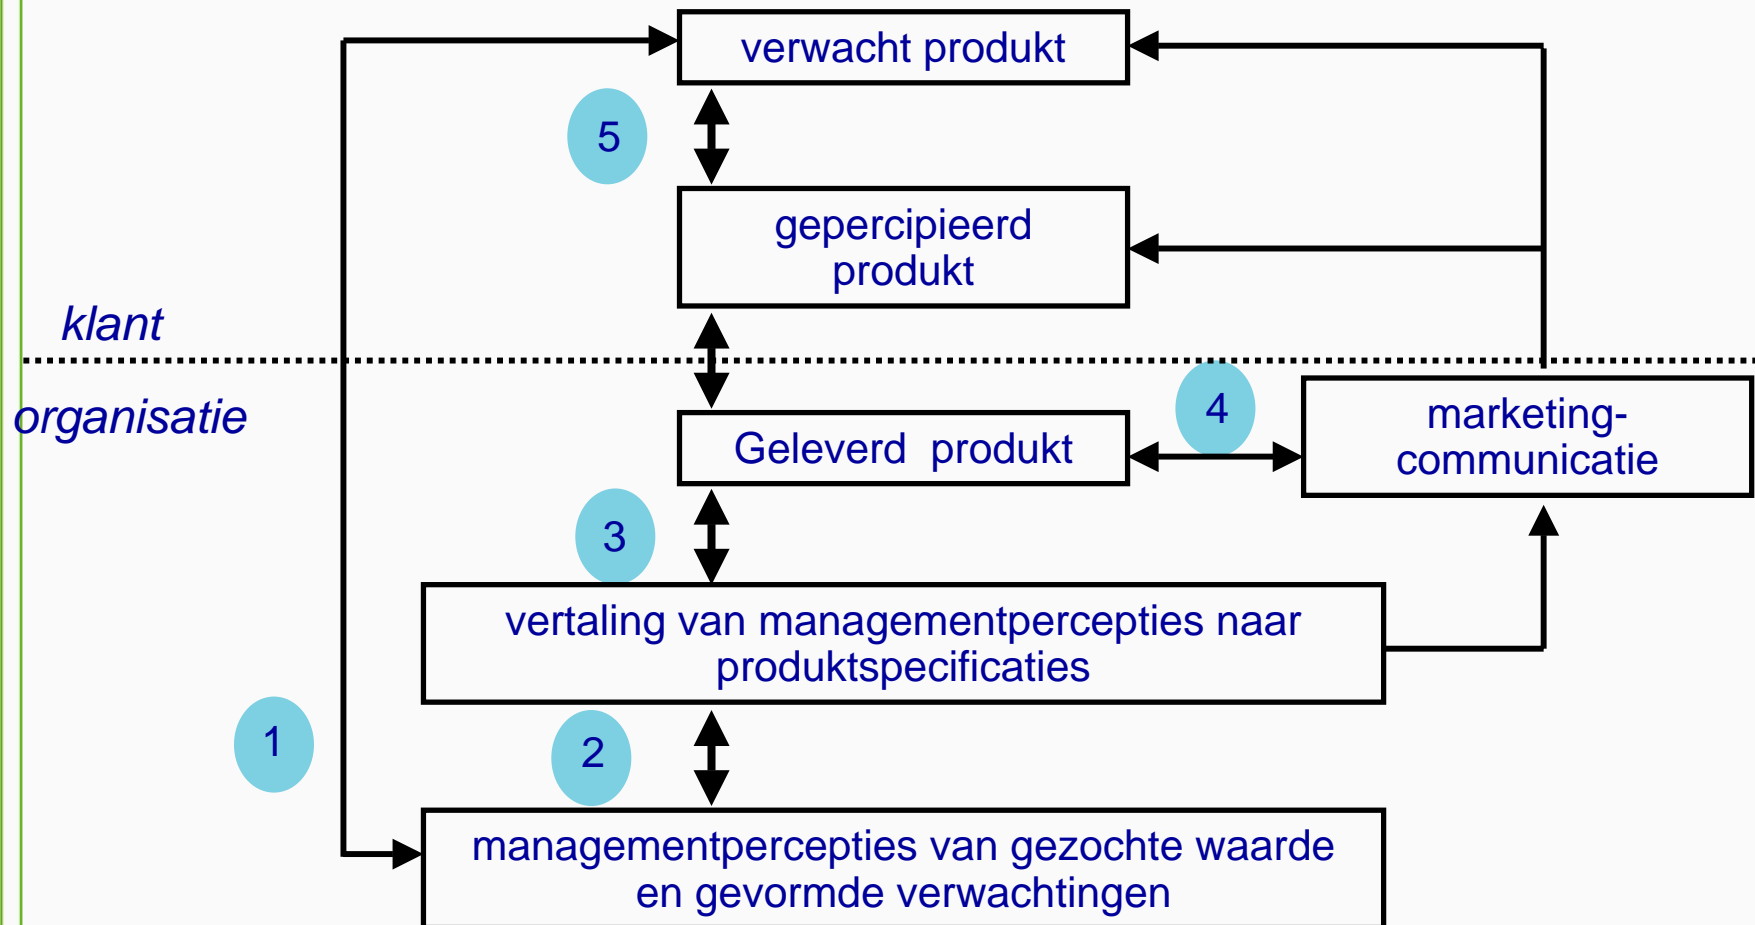 verwacht produkt
5
gepercipieerd
produkt
klant
organisatie
4
marketing-
communicatie
Geleverd produkt
3
vertaling van managementpercepties naar
produktspecificaties
1
2
managementpercepties van gezochte waarde
en gevormde verwachtingen